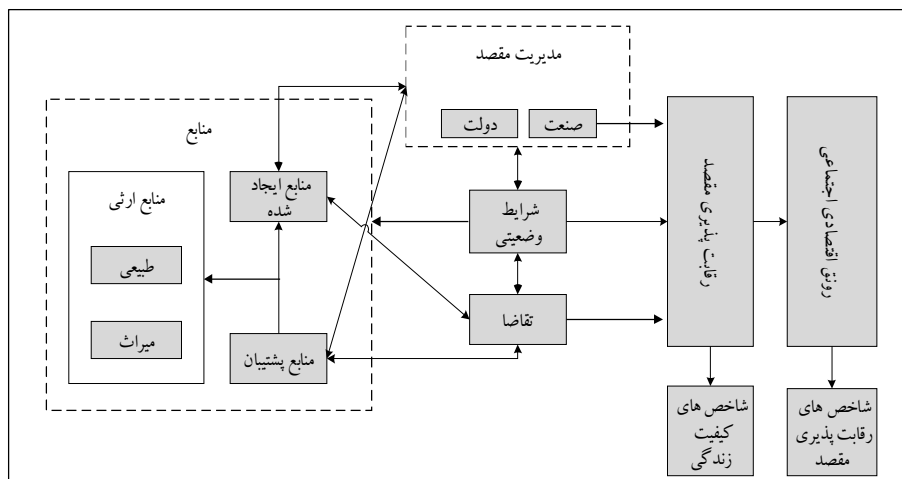 مدیریت مقصد
دولت
صنعت
منابع
منابع ارثی
طبیعی
میراث
منابع ایجاد
شده
منابع پشتیبان
شرایط
وضعیتی
تقاضا
رقابت پذیری مقصد
رونق اقتصادی اجتماعی
شاخص های
کیفیت
زندگی
شاخص های
رقابت پذیری
مقصد